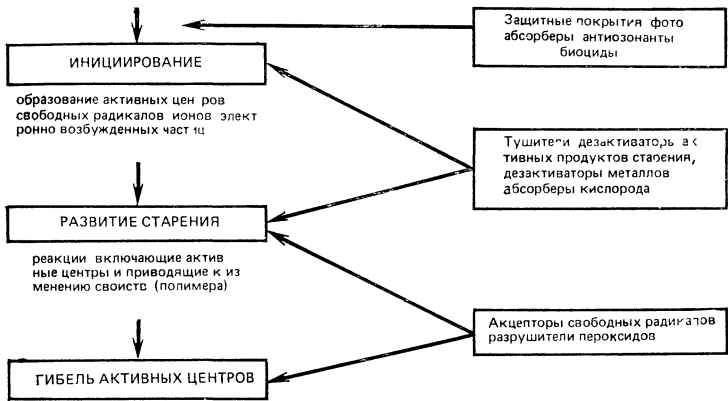 Защитные покрытия фото
абсорберы антиозонанты
биоциды
ИНИЦИИРОВАНИЕ
образование активных цен ров
свободных радикалов ионов элект
ронно возбужденных част иц
Тушители дезактиваторы ак
тивных продуктов старения,
дезактиваторы металлов
абсорберы кислорода
РАЗВИТИЕ СТАРЕНИЯ
реакции включающие актив
ные центры и приводящие к из
менению свойств (полимера)
Акцепторы свободных радикалов
разрушители пероксидов
ГИБЕЛЬ АКТИВНЫХ ЦЕНТРОВ